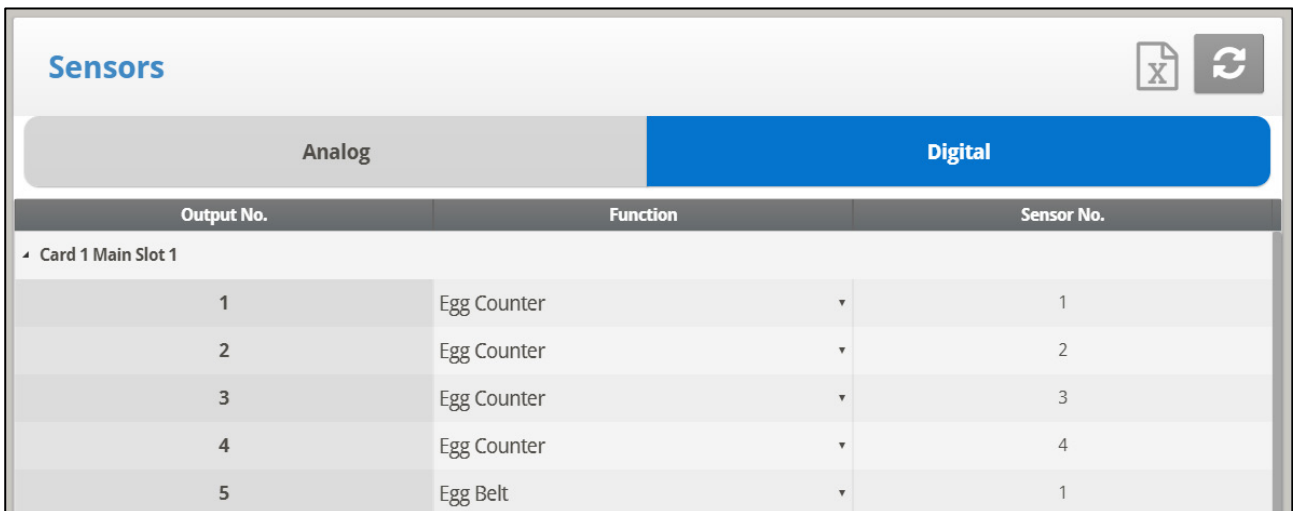 Sensors
X
Analog Digital
Output No. Function Sensor No.
Card 1 Main Slot 1
1 Egg Counter 1
2 Egg Counter 2
3 Egg Counter 3
4 Egg Counter 4
5 Egg Belt 1